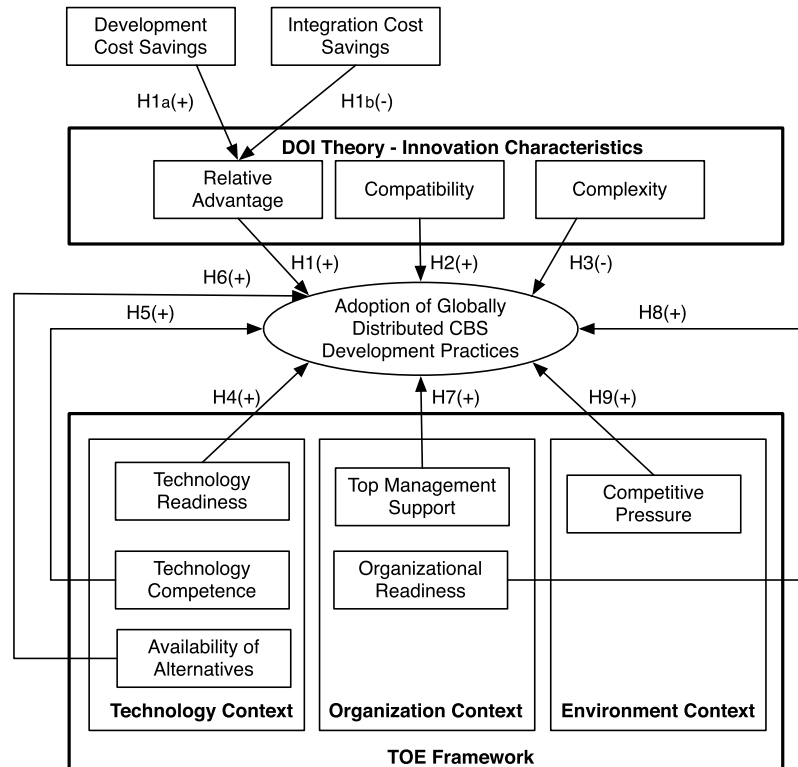 Development
Cost Savings
Integration Cost
Savings
H1a(+)
H1b(-)
DOI Theory - Innovation Characteristics
Relative
Advantage
Compatibility
Complexity
H1(+)
H2(+)
H3(-)
H6(+)
H5(+)
H8(+)
Adoption of Globally
Distributed CBS
Development Practices
H4(+)
H7(+)
H9(+)
Technology
Readiness
Top Management
Support
Competitive
Pressure
Technology
Competence
Organizational
Readiness
Availability of
Alternatives
Technology Context
Organization Context
Environment Context
TOE Framework